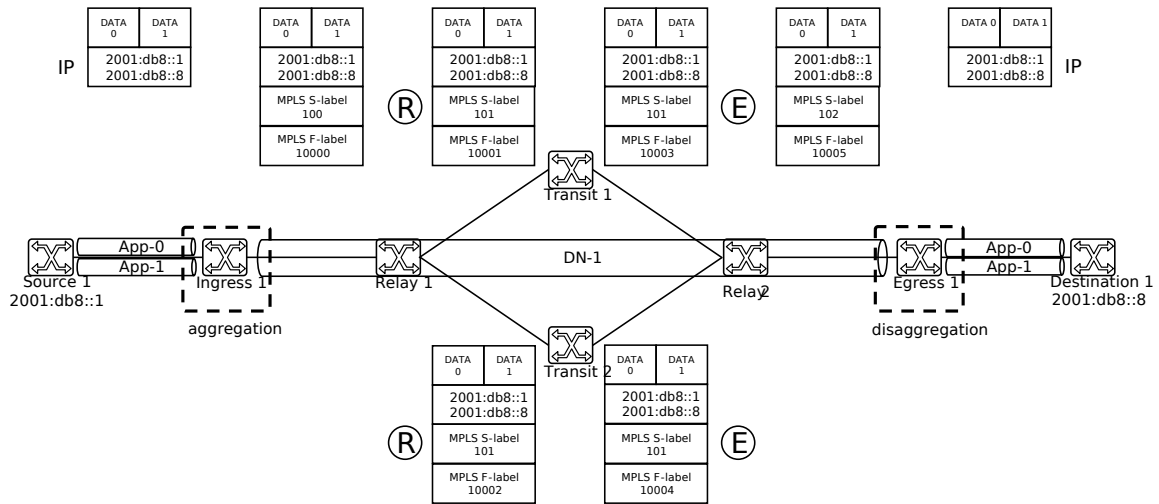 IP
DATA 0
DATA 1
2001:db8::1
2001:db8::8
DATA 0
DATA 1
2001:db8::1
2001:db8::8
MPLS S-label
100
MPLS F-label
10000
R
DATA 0
DATA 1
2001:db8::1
2001:db8::8
MPLS S-label
101
MPLS F-label
10001
DATA 0
DATA 1
2001:db8::1
2001:db8::8
MPLS S-label
101
MPLS F-label
10003
E
DATA 0
DATA 1
2001:db8::1
2001:db8::8
MPLS S-label
102
MPLS F-label
10005
DATA 0
DATA 1
2001:db8::1
2001:db8::8
IP
Transit 1
App-0
App-1
Source 1
2001:db8::1
Ingress 1
aggregation
Relay 1
DN-1
Relay 2
Egress 1
disaggregation
App-0
App-1
Destination 1
2001:db8::8
Transit 2
R
DATA 0
DATA 1
2001:db8::1
2001:db8::8
MPLS S-label
101
MPLS F-label
10002
DATA 0
DATA 1
2001:db8::1
2001:db8::8
MPLS S-label
101
MPLS F-label
10004
E